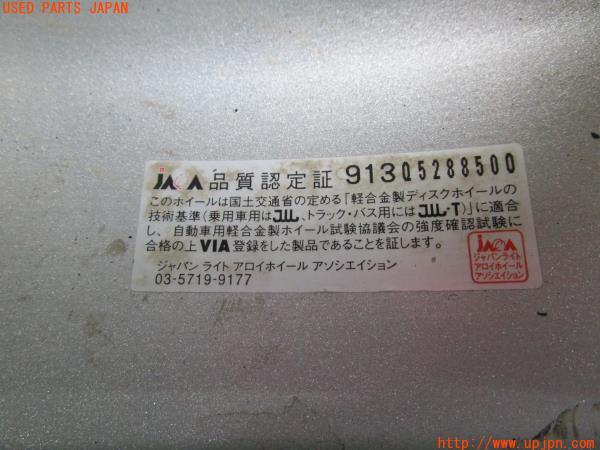 USED PARTS JAPAN
JAWA 品質認定証 913Q5288500
このホイールは国土交通省の定める「軽合金製ディスクホイールの
技術基準(乗用車用はJWL、トラック・バス用にはJWL-T)」に適合
し、自動車用軽合金製ホイール試験協議会の強度確認試験に
合格の上VIA登録をした製品であることを証します。
ジャパン ライト アロイホイール アソシエイション
03-5719-9177
JAWA
ジャパンライト
アロイホイール
アソシエイション
http://www.upjpn.com/